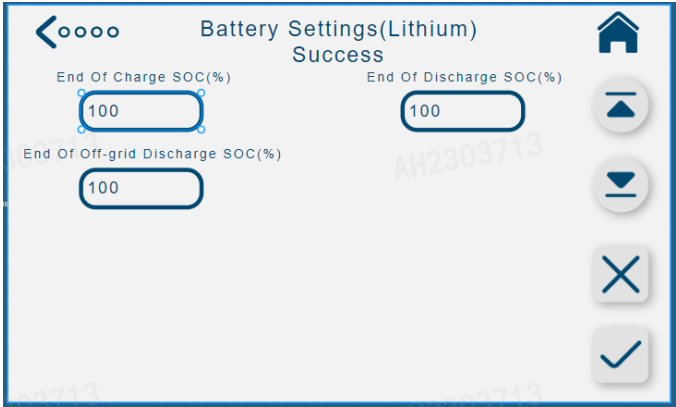 Battery Settings(Lithium)
Success
End Of Charge SOC(%)
End Of Discharge SOC(%)
100
100
End Of Off-grid Discharge SOC(%)
100
AH2303713